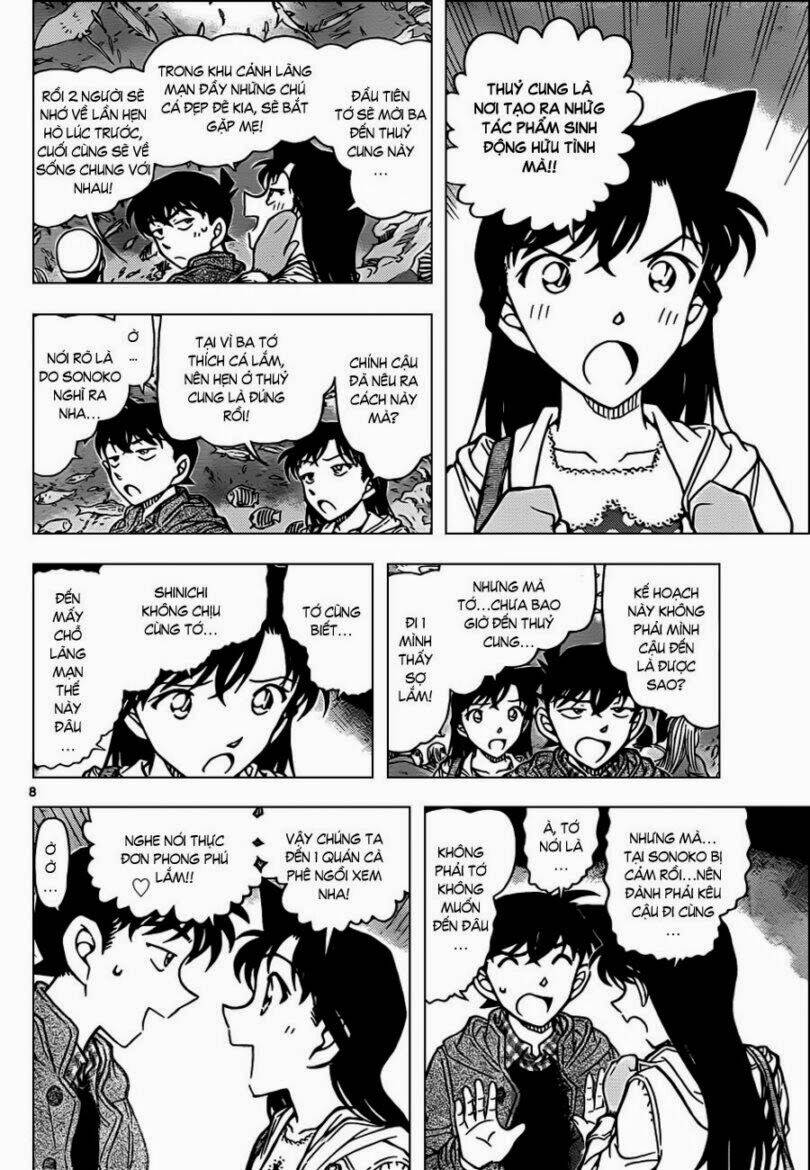 THUỶ CUNG LÀ
NƠI TẠO RA NHỮG
TÁC PHẨM SINH
ĐỘNG HỮU TÌNH
MÀ!!
ĐẦU TIÊN
TỚ SẼ MỜI BA
ĐẾN THUỶ
CUNG NÀY
...
TRONG KHU CẢNH LÃNG
MẠN ĐẦY NHỮNG CHÚ
CÁ ĐẸP ĐẼ KIA, SẼ BẮT
GẶP MẸ!
RỒI 2 NGƯỜI SẼ
NHỚ VỀ LẦN HẸN
HÒ LÚC TRƯỚC,
CUỐI CÙNG SẼ VỀ
SỐNG CHUNG VỚI
NHAU!
CHÍNH CẬU
ĐÃ NÊU RA
CÁCH NÀY
MÀ?
TẠI VÌ BA TỚ
THÍCH CÁ LẮM,
NÊN HẸN Ở THUỶ
CUNG LÀ ĐÚNG
RỒI!
Ờ
...
NÓI RÕ LÀ
DO SONOKO
NGHĨ RA
NHA...
KẾ HOẠCH
NÀY KHÔNG
PHẢI MÌNH
CẬU ĐẾN
LÀ ĐƯỢC
SAO?
NHƯNG MÀ
TỚ...CHƯA BAO
GIỜ ĐẾN THUỶ
CUNG...
ĐI 1
MÌNH
THẤY
SỢ
LẮM!
TỚ CŨNG
BIẾT...
SHINICHI
KHÔNG CHỊU
CÙNG TỚ...
ĐẾN
MẤY
CHỖ
LÃNG
MẠN
THẾ
NÀY
ĐÂU
...
8
NHƯNG MÀ...
TẠI SONOKO BỊ
CẢM RỒI...NÊN
ĐÀNH PHẢI KÊU
CẬU ĐI CÙNG
...
À, TỚ
NÓI LÀ
...
KHÔNG
PHẢI TỚ
KHÔNG
MUỐN
ĐẾN ĐÂU
...
VẬY CHÚNG TA
ĐẾN 1 QUÁN CÀ
PHÊ NGỒI XEM
NHA!
NGHE NÓI THỰC
ĐƠN PHONG PHÚ
LẮM!!
♡
Ờ
Ờ...